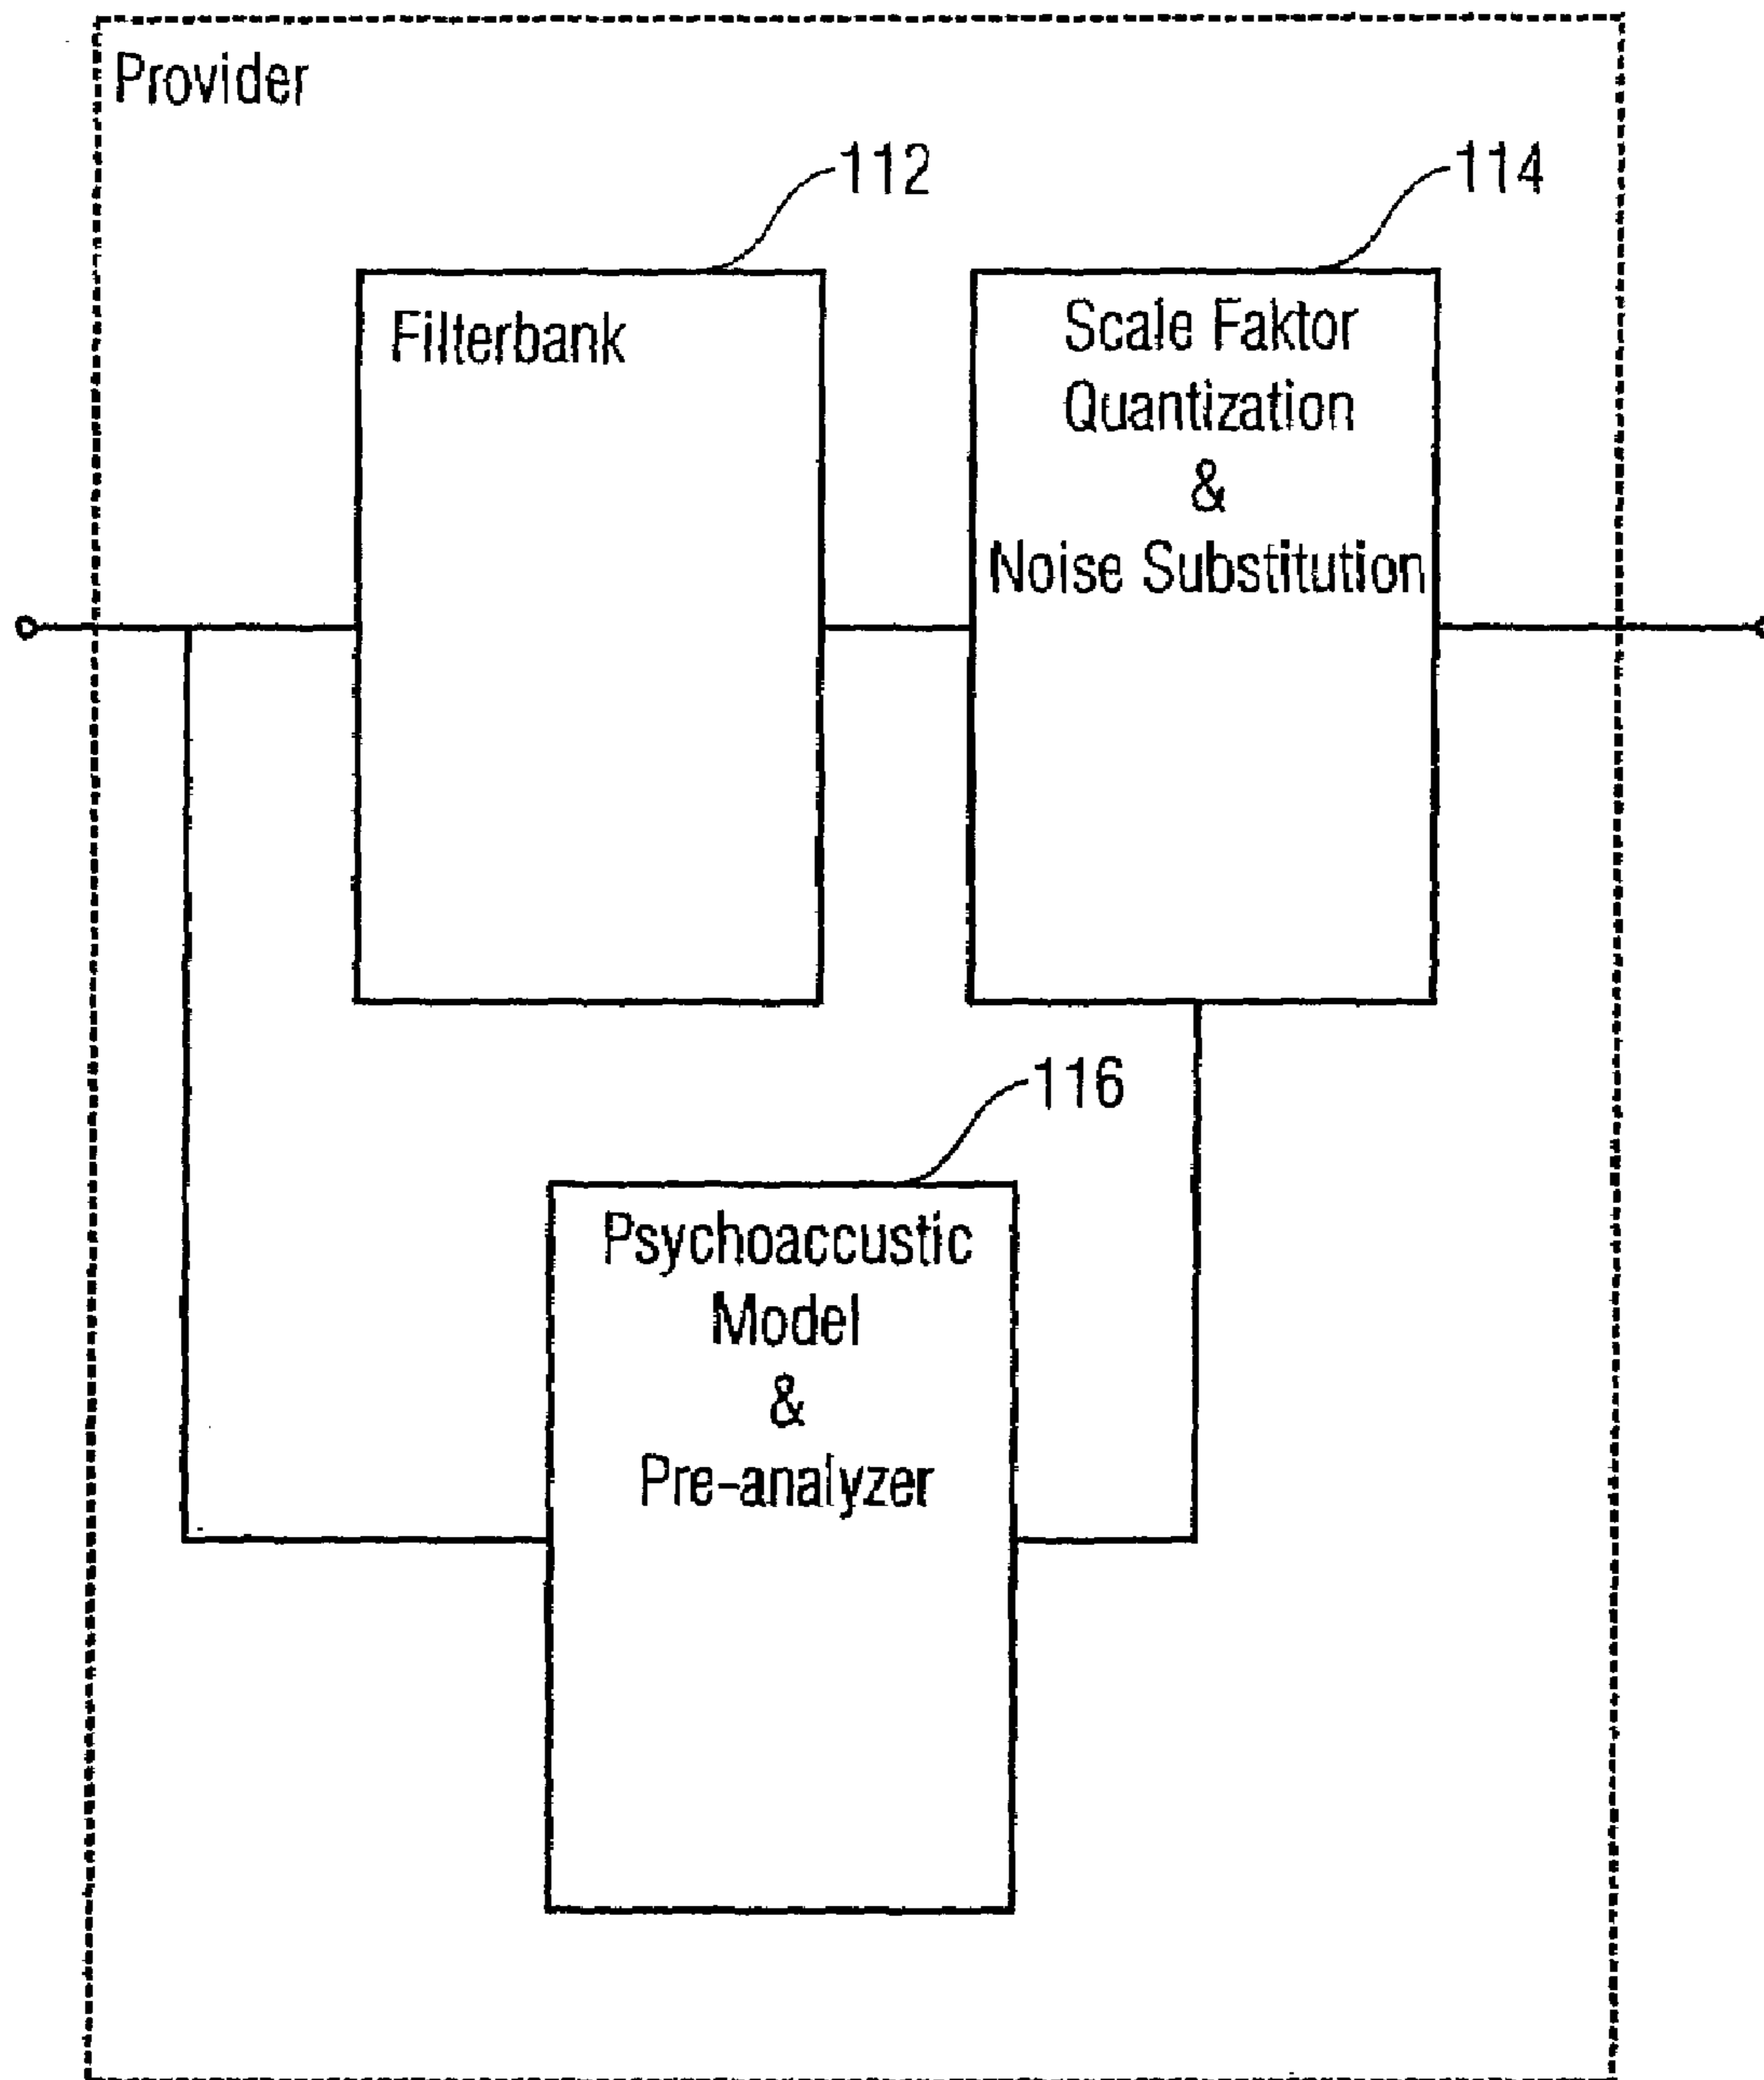 Provider
112
114
Filterbank
Scale Faktor
Quantization
&
Noise Substitution
116
Psychoaccustic
Model
&
Pre-analyzer